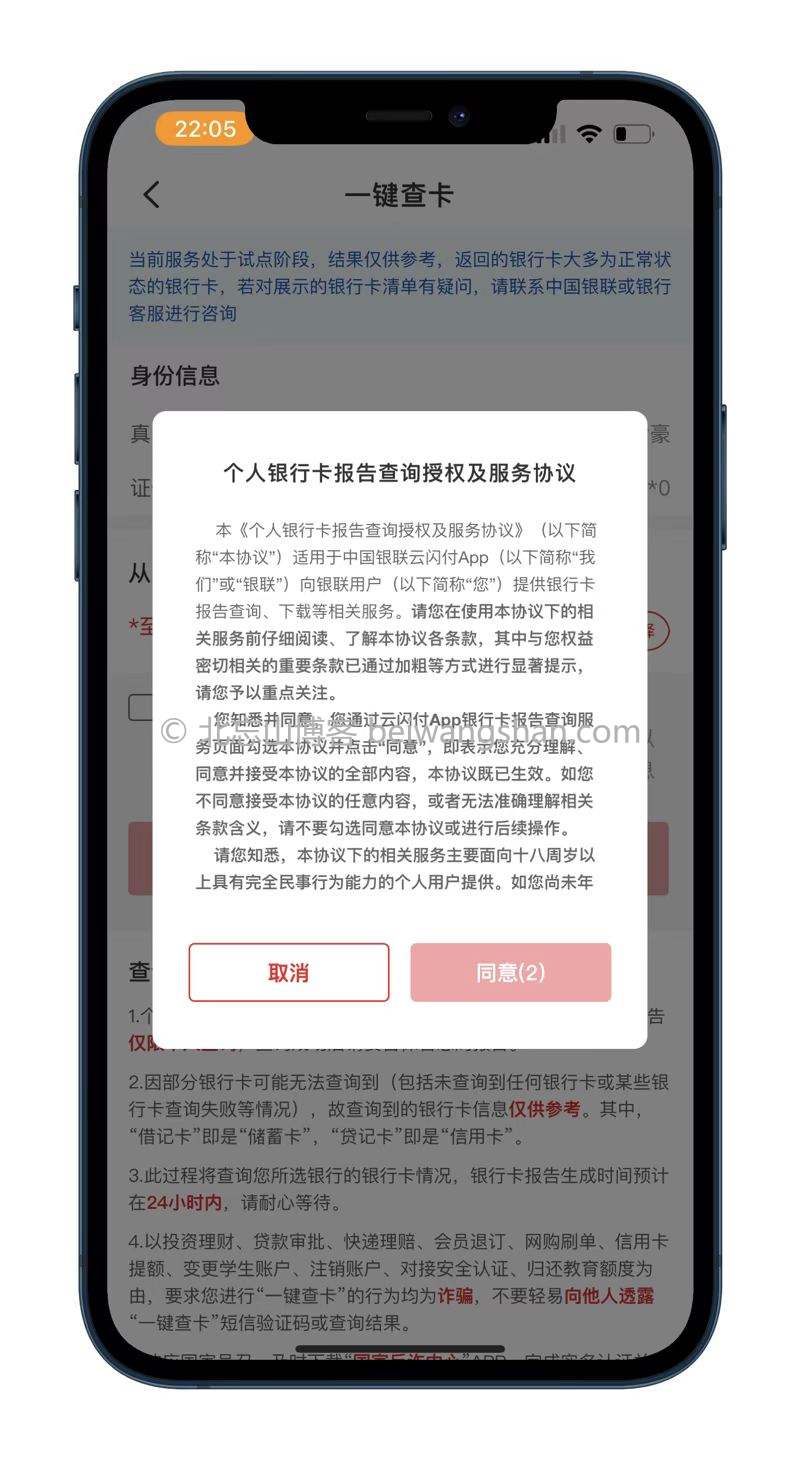 22:05
一键查卡
当前服务处于试点阶段，结果仅供参考，返回的银行卡大多为正常状
态的银行卡，若对展示的银行卡清单有疑问，请联系中国银联或银行
客服进行咨询
身份信息
真
豪
证
*0
个人银行卡报告查询授权及服务协议
本《个人银行卡报告查询授权及服务协议》（以下简
称“本协议”）适用于中国银联云闪付App（以下简称“我
们”或“银联”）向银联用户（以下简称“您”）提供银行卡
报告查询、下载等相关服务。请您在使用本协议下的相
关服务前仔细阅读、了解本协议各条款，其中与您权益
密切相关的重要条款已通过加粗等方式进行显著提示，
请您予以重点关注。
您知悉并同意，您通过云闪付App银行卡报告查询服
务页面勾选本协议并点击“同意”，即表示您充分理解、
同意并接受本协议的全部内容，本协议既已生效。如您
不同意接受本协议的任意内容，或者无法准确理解相关
条款含义，请不要勾选同意本协议或进行后续操作。
请您知悉，本协议下的相关服务主要面向十八周岁以
上具有完全民事行为能力的个人用户提供。如您尚未年
取消
同意(2)
从
*至
© 北忘山博客 beiwangshan.com
查
1.个
告
2.因部分银行卡可能无法查询到（包括未查询到任何银行卡或某些银
行卡查询失败等情况），故查询到的银行卡信息仅供参考。其中，
“借记卡”即是“储蓄卡”，“贷记卡”即是“信用卡”。
3.此过程将查询您所选银行的银行卡情况，银行卡报告生成时间预计
在24小时内，请耐心等待。
4.以投资理财、贷款审批、快递理赔、会员退订、网购刷单、信用卡
提额、变更学生账户、注销账户、对接安全认证、归还教育额度为
由，要求您进行“一键查卡”的行为均为诈骗，不要轻易向他人透露
“一键查卡”短信验证码或查询结果。